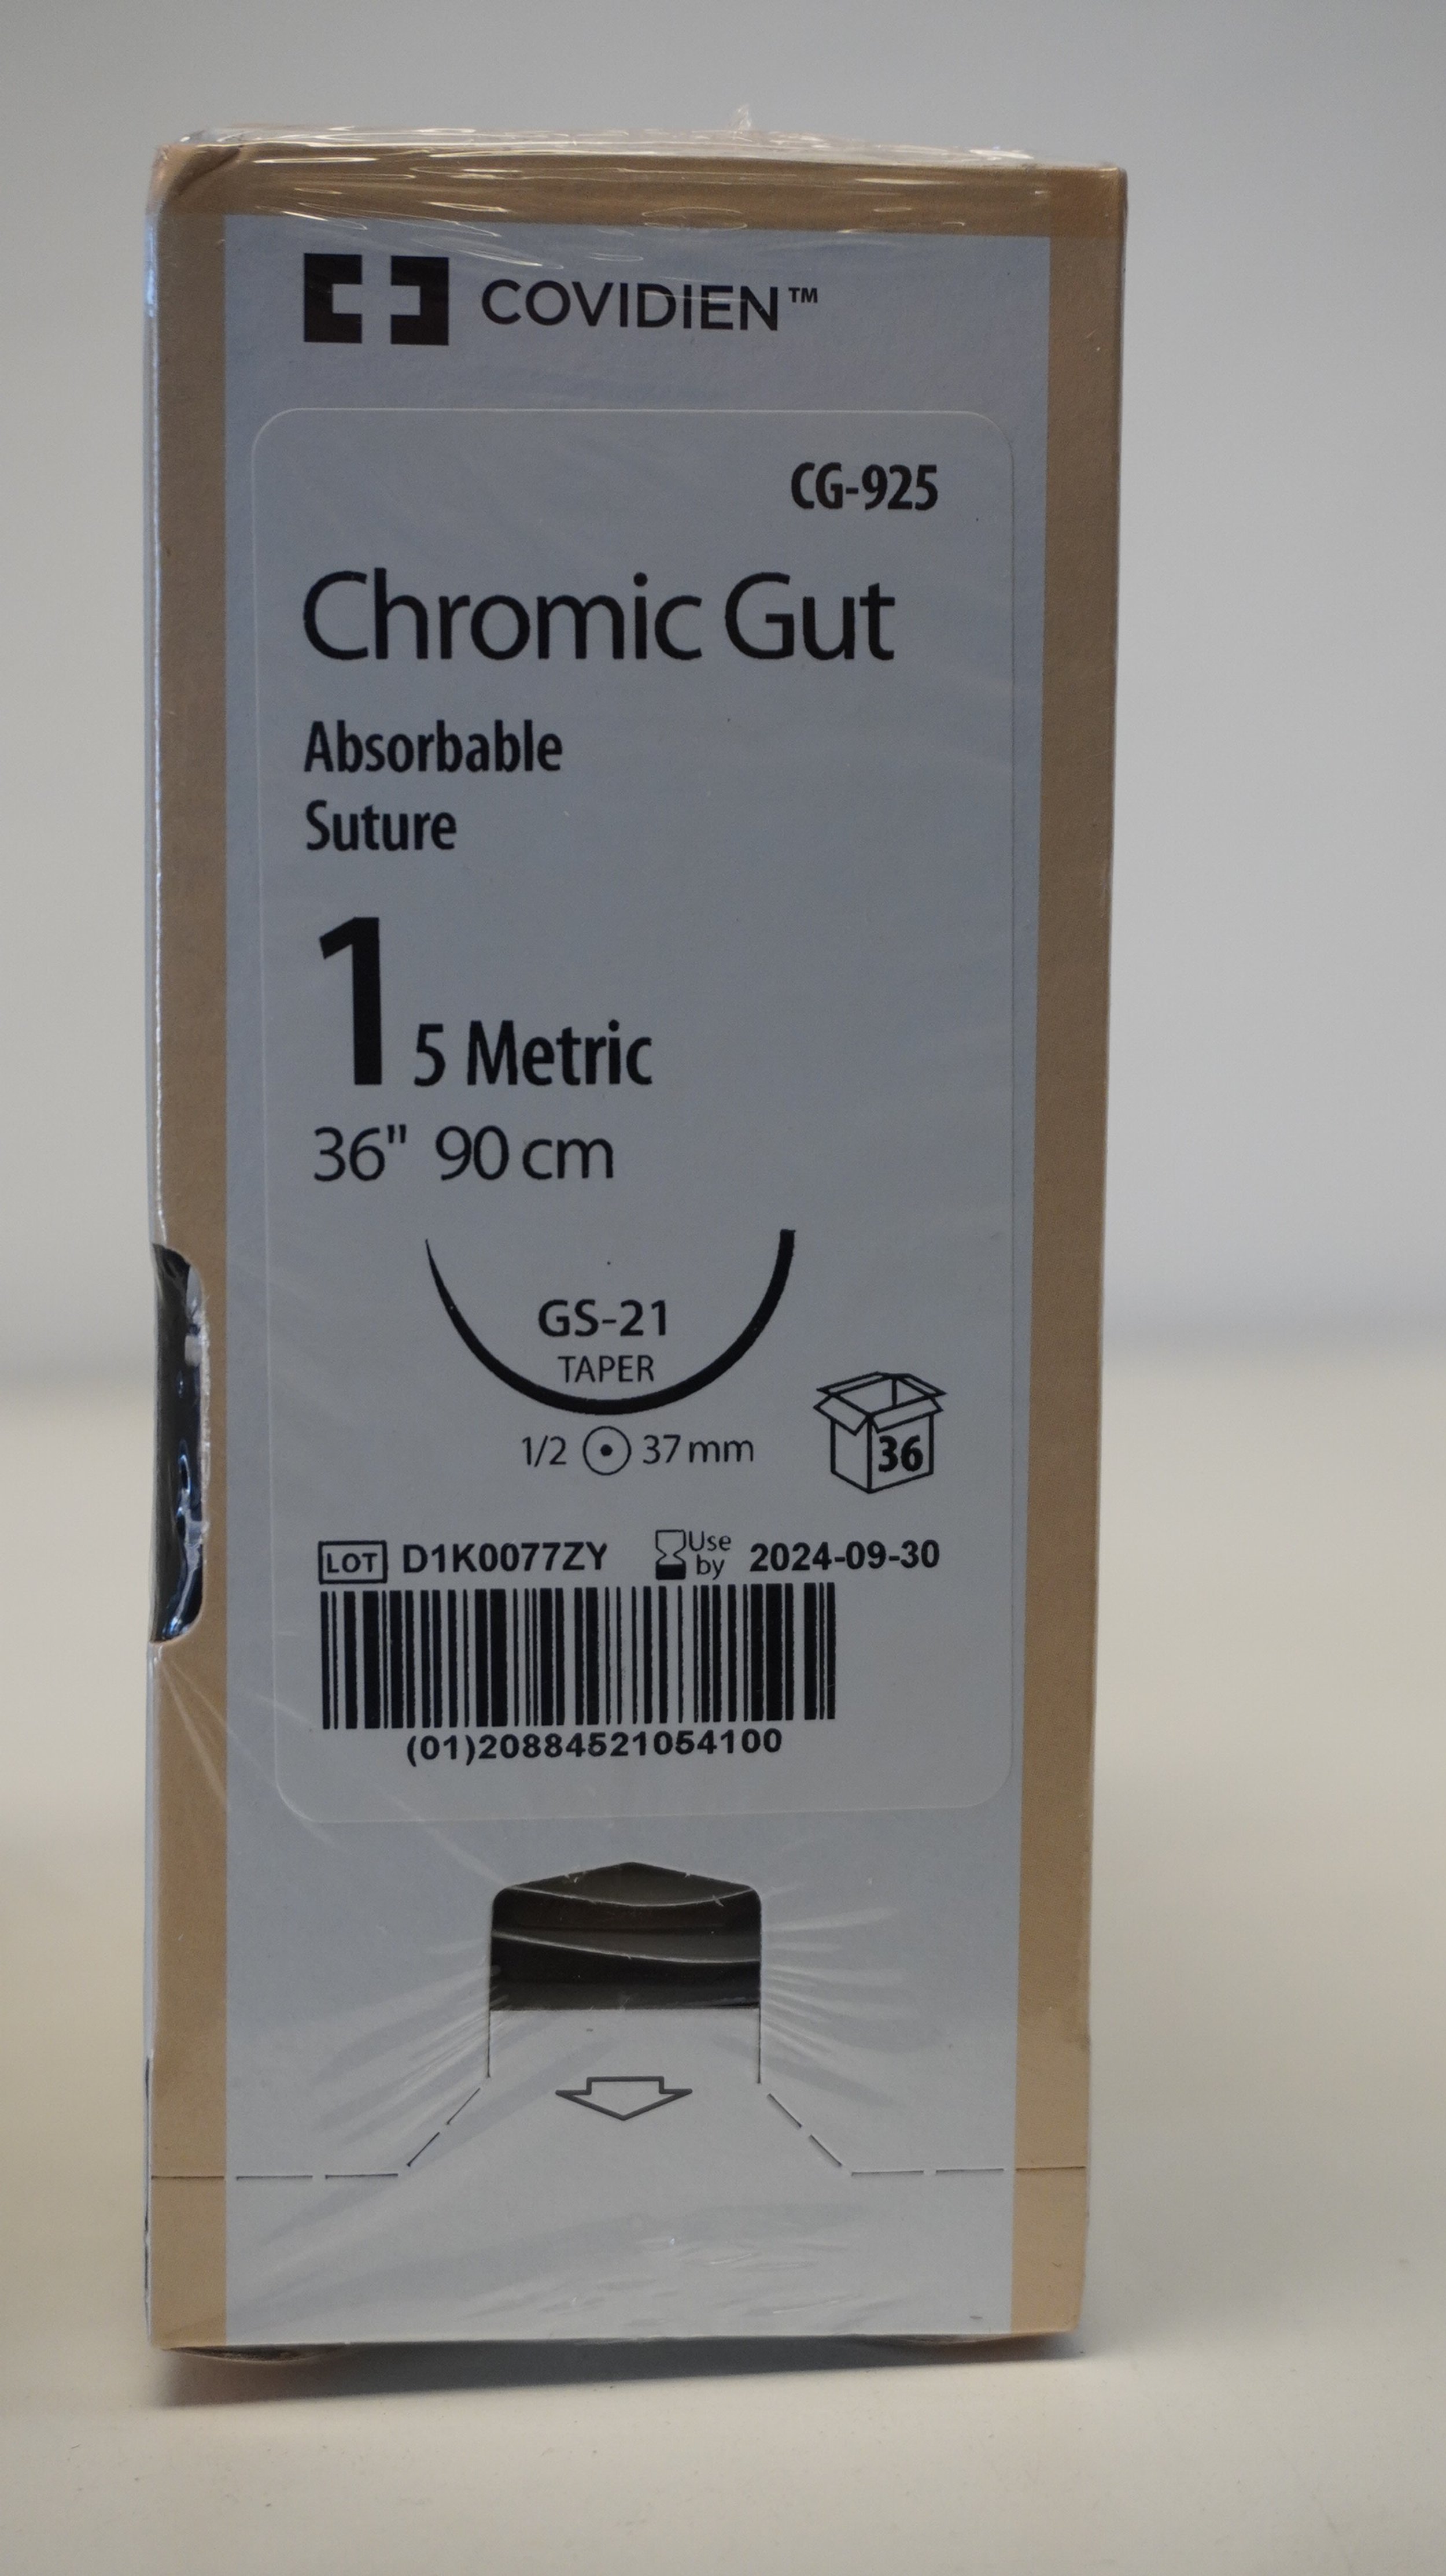 COVIDIEN™
CG-925
Chromic Gut
Absorbable
Suture
1 5 Metric
36" 90 cm
GS-21
TAPER
1/2 37 mm
36
LOT D1K0077ZY Use by 2024-09-30
(01)20884521054100